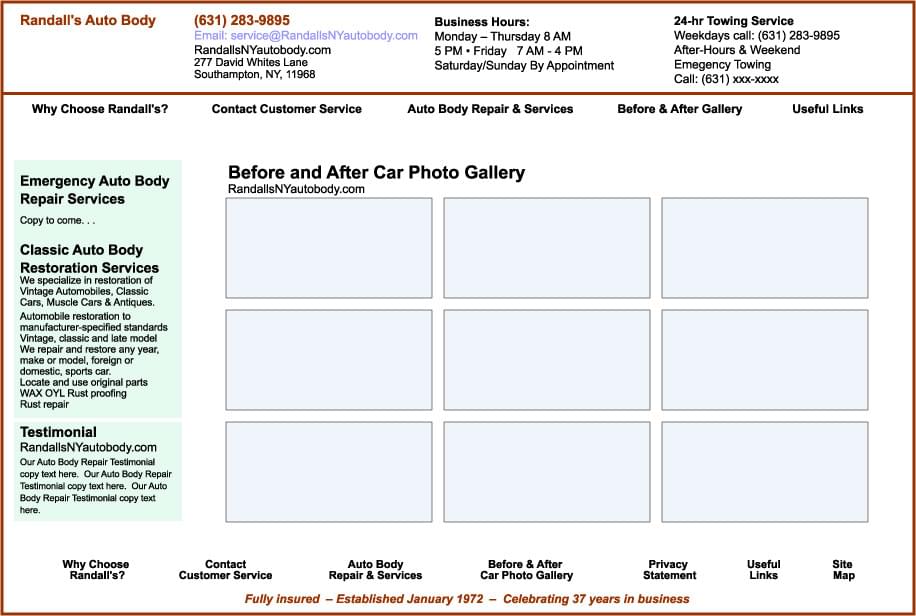 Randall's Auto Body
(631) 283-9895
Email: service@RandallsNYautobody.com
RandallsNYautobody.com
277 David Whites Lane
Southampton, NY, 11968
Business Hours:
Monday – Thursday 8 AM
5 PM • Friday 7 AM - 4 PM
Saturday/Sunday By Appointment
24-hr Towing Service
Weekdays call: (631) 283-9895
After-Hours & Weekend
Emegency Towing
Call: (631) xxx-xxxx
Why Choose Randall's?
Contact Customer Service
Auto Body Repair & Services
Before & After Gallery
Useful Links
Emergency Auto Body
Repair Services
Copy to come. . .
Classic Auto Body
Restoration Services
We specialize in restoration of
Vintage Automobiles, Classic
Cars, Muscle Cars & Antiques.
Automobile restoration to
manufacturer-specified standards
Vintage, classic and late model
We repair and restore any year,
make or model, foreign or
domestic, sports car.
Locate and use original parts
WAX OYL Rust proofing
Rust repair
Testimonial
RandallsNYautobody.com
Our Auto Body Repair Testimonial
copy text here. Our Auto Body Repair
Testimonial copy text here. Our Auto
Body Repair Testimonial copy text
here.
Before and After Car Photo Gallery
RandallsNYautobody.com
Why Choose
Randall's?
Contact
Customer Service
Auto Body
Repair & Services
Before & After
Car Photo Gallery
Privacy
Statement
Useful
Links
Site
Map
Fully insured – Established January 1972 – Celebrating 37 years in business